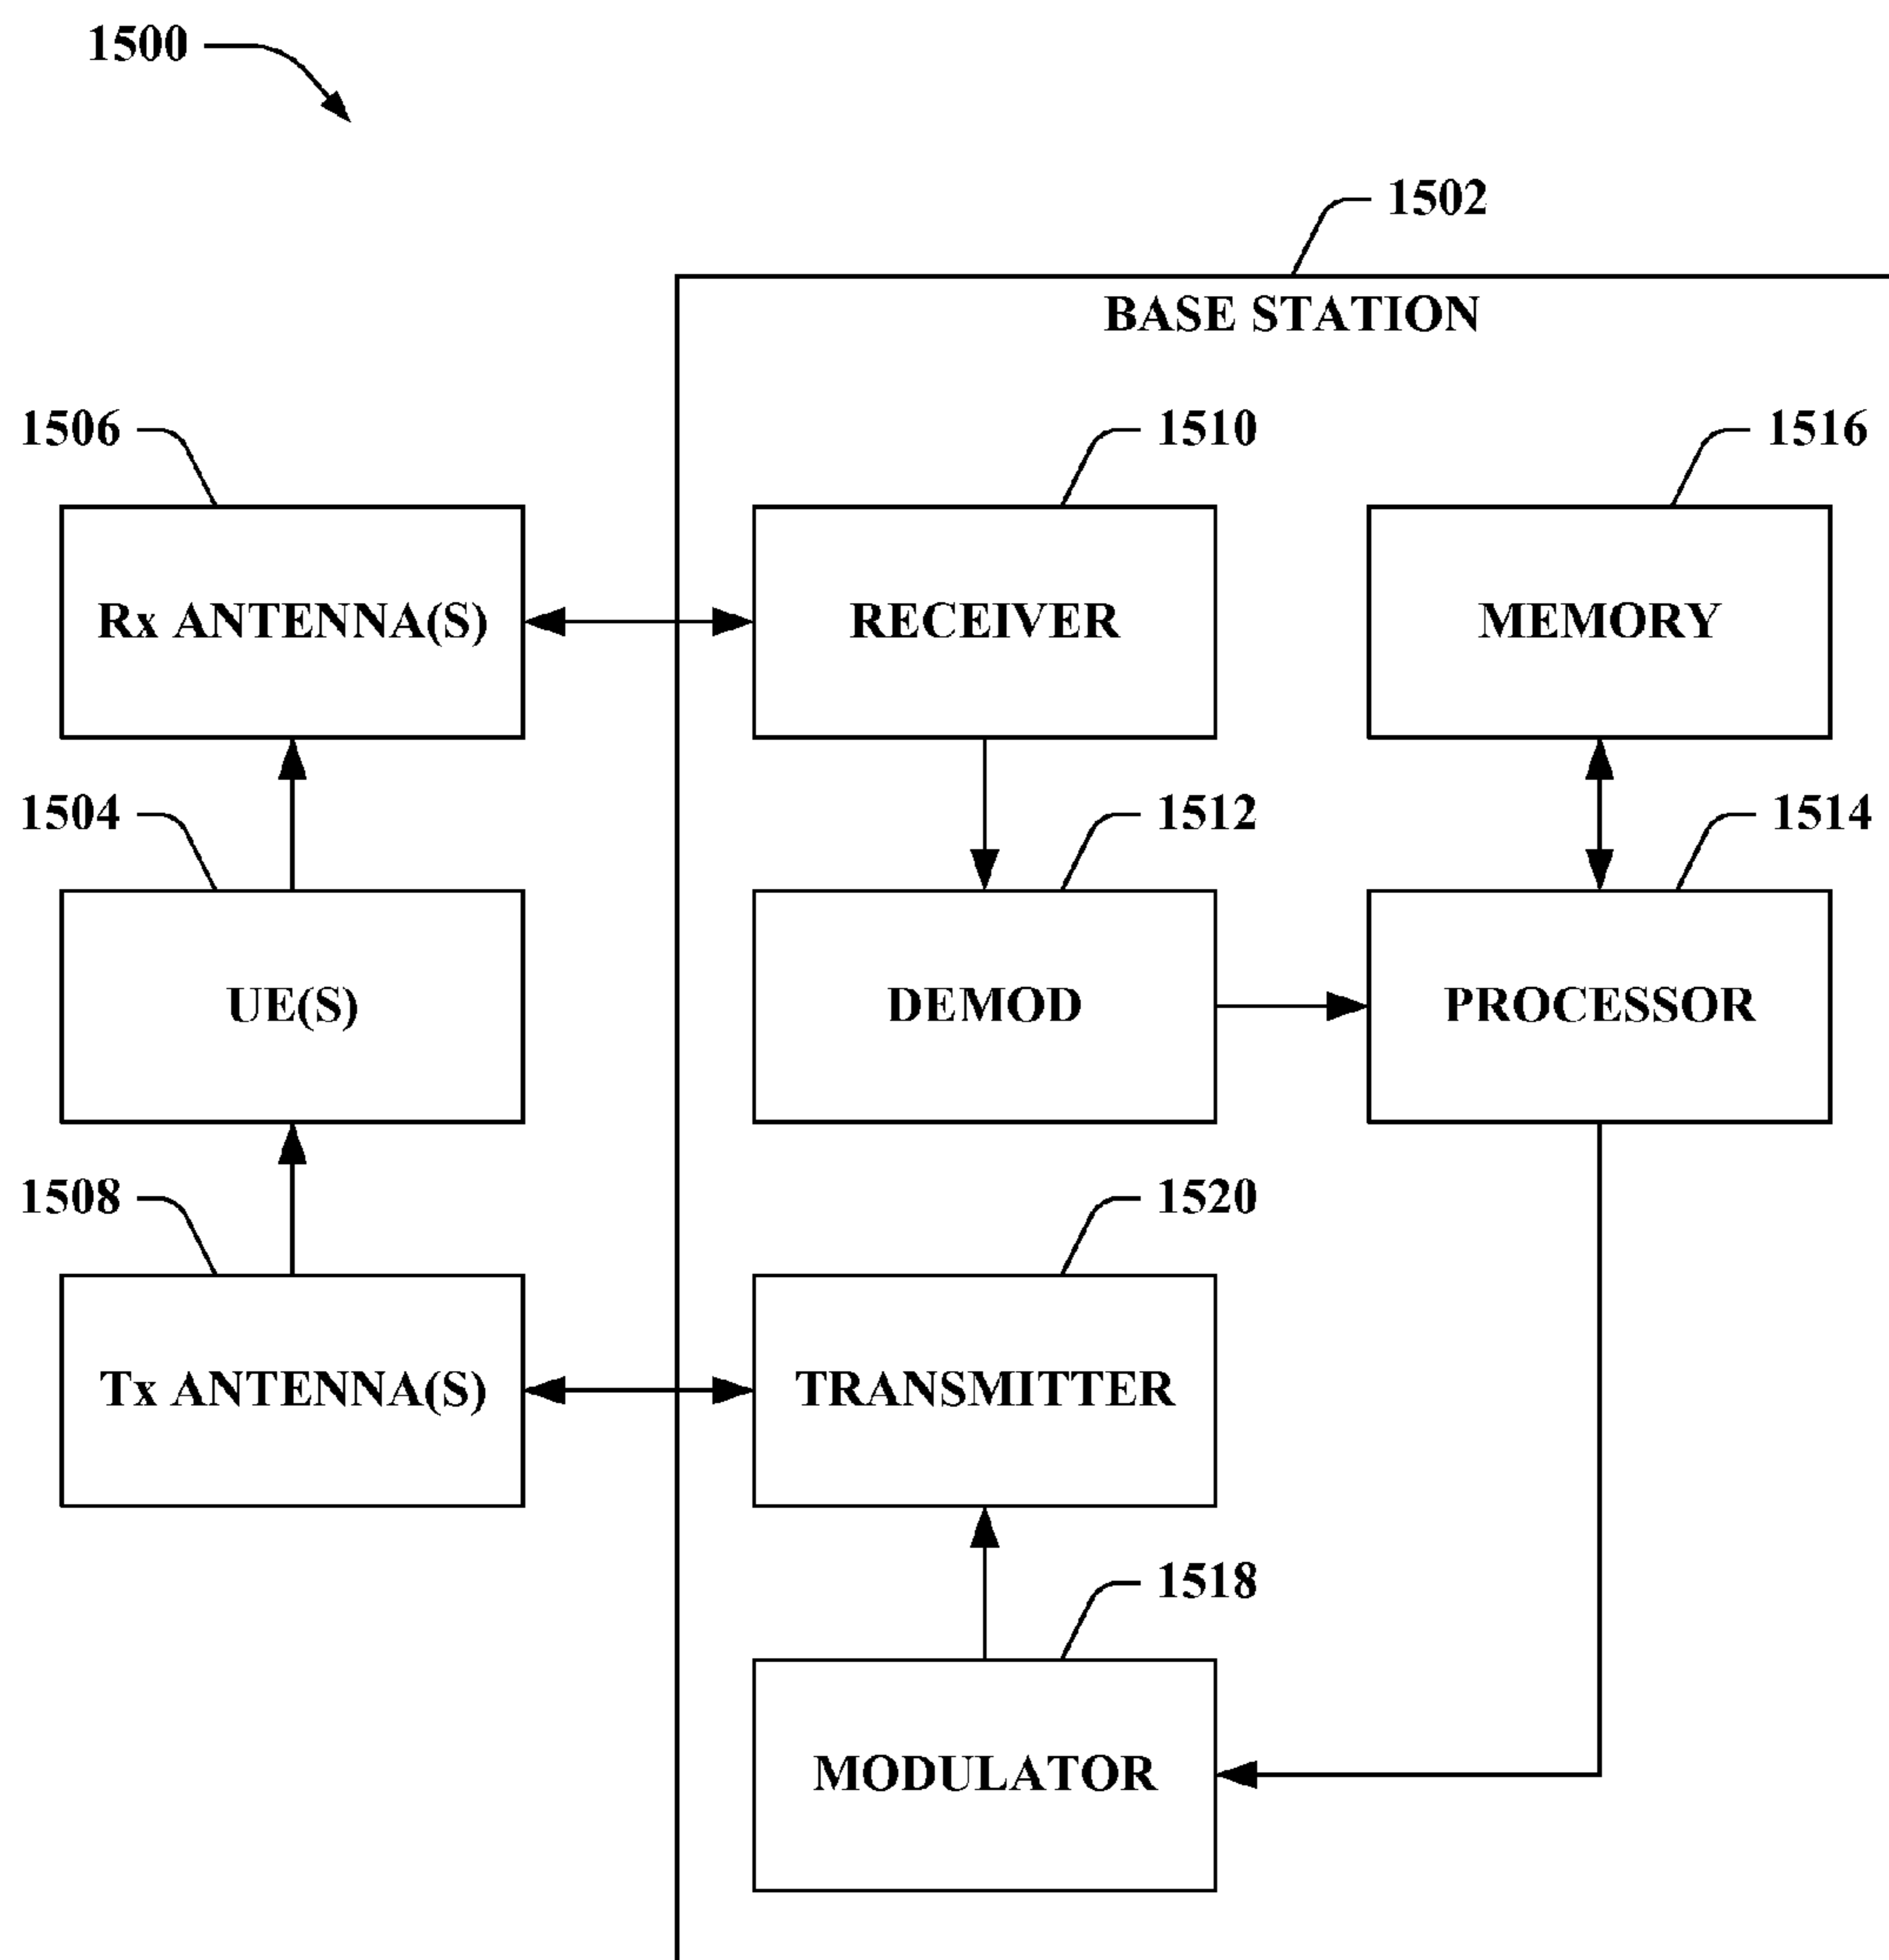 1500
1502
BASE STATION
1506
1510
1516
Rx ANTENNA(S)
RECEIVER
MEMORY
1504
1512
1514
UE(S)
DEMOD
PROCESSOR
1508
1520
Tx ANTENNA(S)
TRANSMITTER
1518
MODULATOR